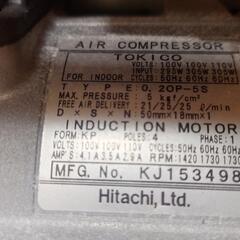 AIR COMPRESSOR
TOKICO
VOLTS: 100V 100V 110V
INPUT: 295W 305W 305W
FOR INDOOR CYCLES: 50Hz 60Hz 60Hz
TYPE: 0.2OP-5S
MAX. PRESSURE: 5 kgf/cm²
FREE AIR DELIVERY: 21/25/25 ℓ/min
D × S × N: 50mm×18mm×1
INDUCTION MOTOR
FORM: KP POLES: 4 PHASE: 1
VOLTS: 100V 100V 110V CYCLES: 50Hz 60Hz 60Hz
AMP'S: 4.1A 3.5A 2.9A RPM: 1420 1730 1730
MFG. No. KJ153498
Hitachi, Ltd.